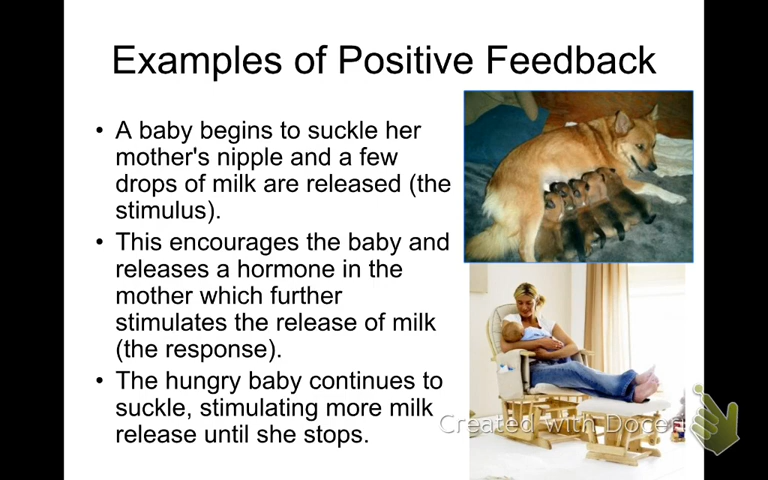 Examples of Positive Feedback
• A baby begins to suckle her
mother's nipple and a few
drops of milk are released (the
stimulus).
• This encourages the baby and
releases a hormone in the
mother which further
stimulates the release of milk
(the response).
• The hungry baby continues to
suckle, stimulating more milk
release until she stops.
Created with Doceri